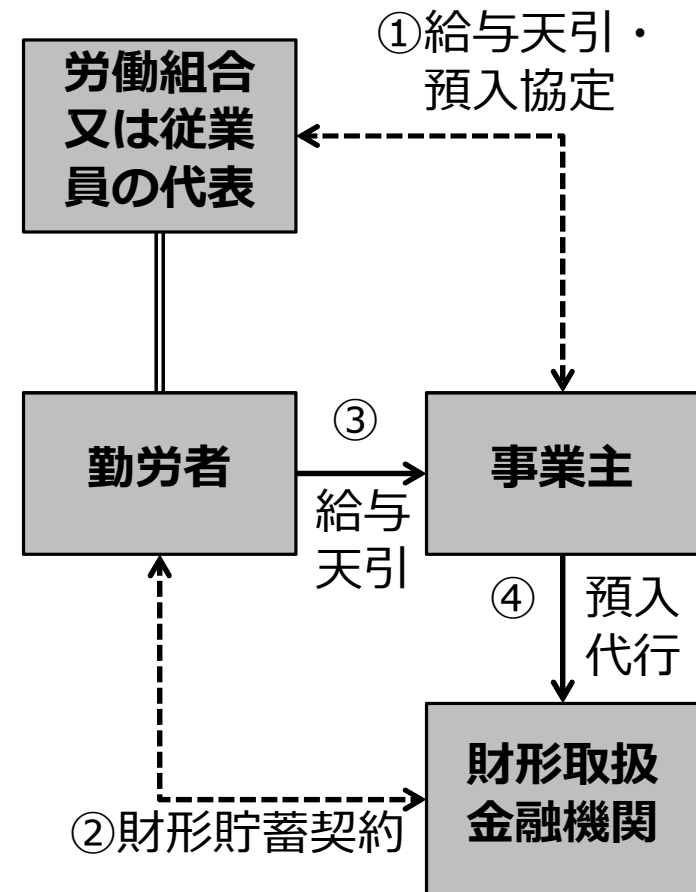 ①給与天引・
預入協定
労働組合
又は従業
員の代表
勤労者
③
給与
天引
事業主
④
預入
代行
財形取扱
金融機関
②財形貯蓄契約